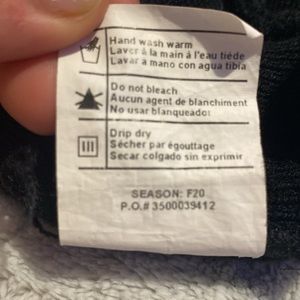 Hand wash warm
Laver à la main à l'eau tiède
Lavar a mano con agua tibia
Do not bleach
Aucun agent de blanchiment
No usar blanqueador
Drip dry
Sécher par égouttage
Secar colgado sin exprimir
SEASON: F20
P.O.# 3500039412